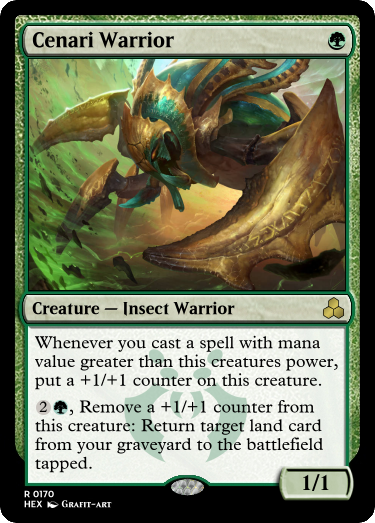 Cenari Warrior
Creature — Insect Warrior
Whenever you cast a spell with mana
value greater than this creatures power,
put a +1/+1 counter on this creature.
2 , Remove a +1/+1 counter from
this creature: Return target land card
from your graveyard to the battlefield
tapped.
1/1
R 0170
HEX Grafit-art